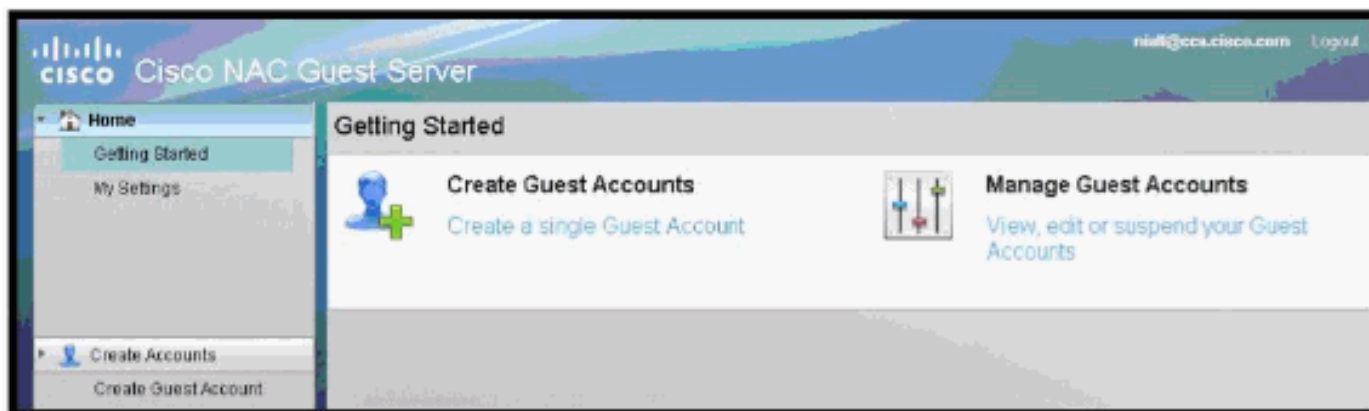 niall@cca.cisco.com Logout
CISCO Cisco NAC Guest Server
Home
Getting Started
My Settings
Create Accounts
Create Guest Account
Getting Started
Create Guest Accounts
Create a single Guest Account
Manage Guest Accounts
View, edit or suspend your Guest
Accounts